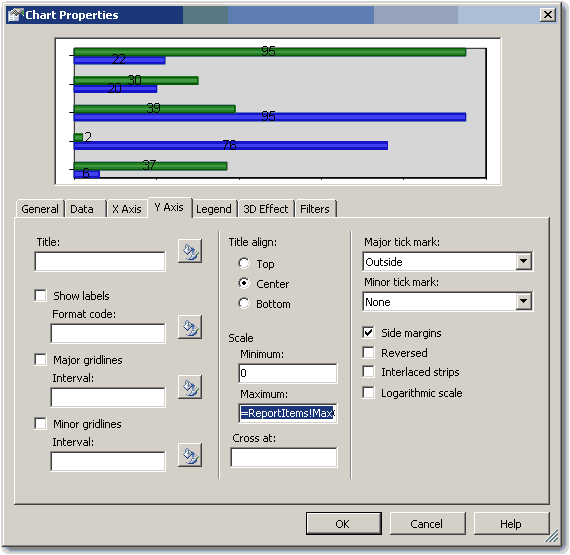 Chart Properties
95
22
30
20
39
95
2
76
37
6
General Data X Axis Y Axis Legend 3D Effect Filters
Title:
Show labels
Format code:
Major gridlines
Interval:
Minor gridlines
Interval:
Title align:
Top
Center
Bottom
Scale
Minimum:
0
Maximum:
=ReportItems!Max
Cross at:
Major tick mark:
Outside
Minor tick mark:
None
Side margins
Reversed
Interlaced strips
Logarithmic scale
OK Cancel Help